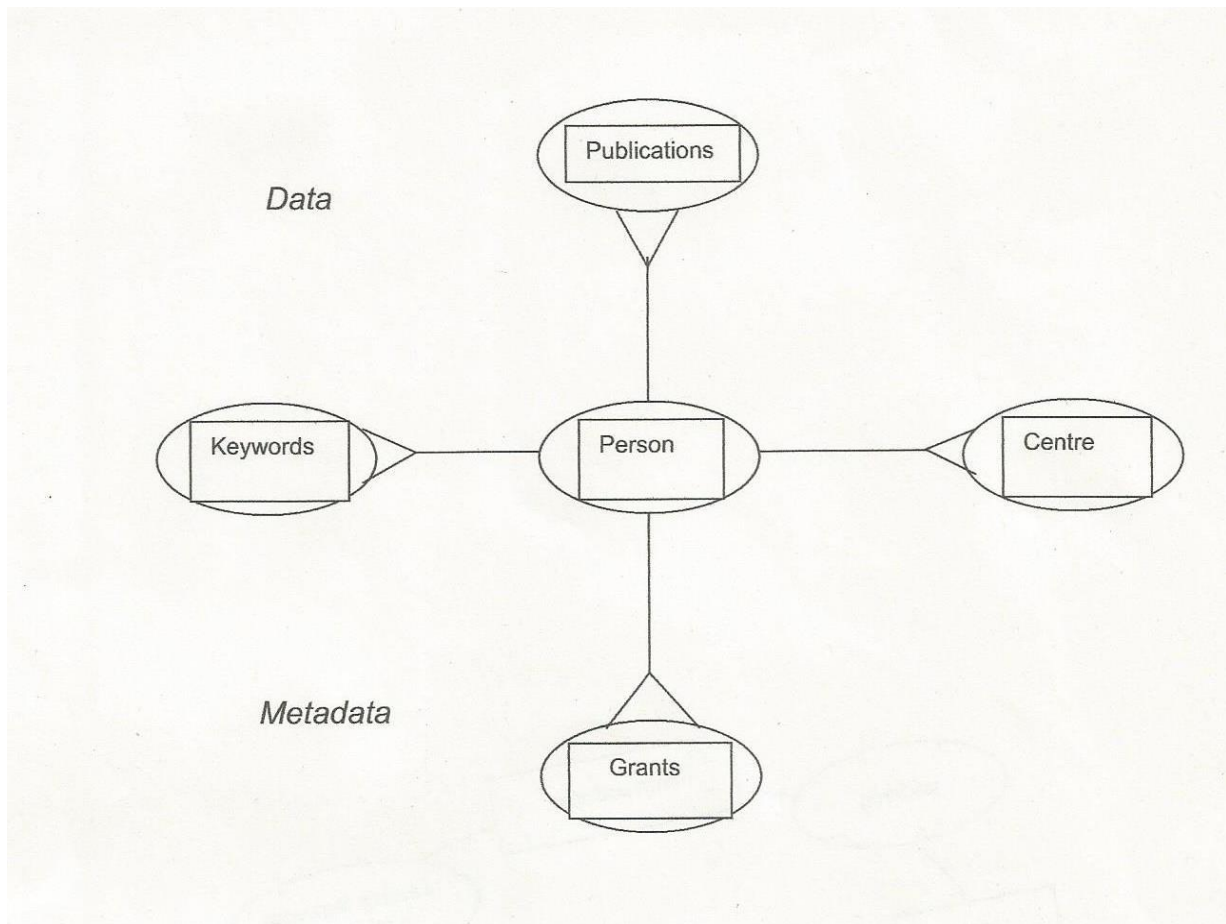 Publications
Data
Keywords
Person
Centre
Metadata
Grants